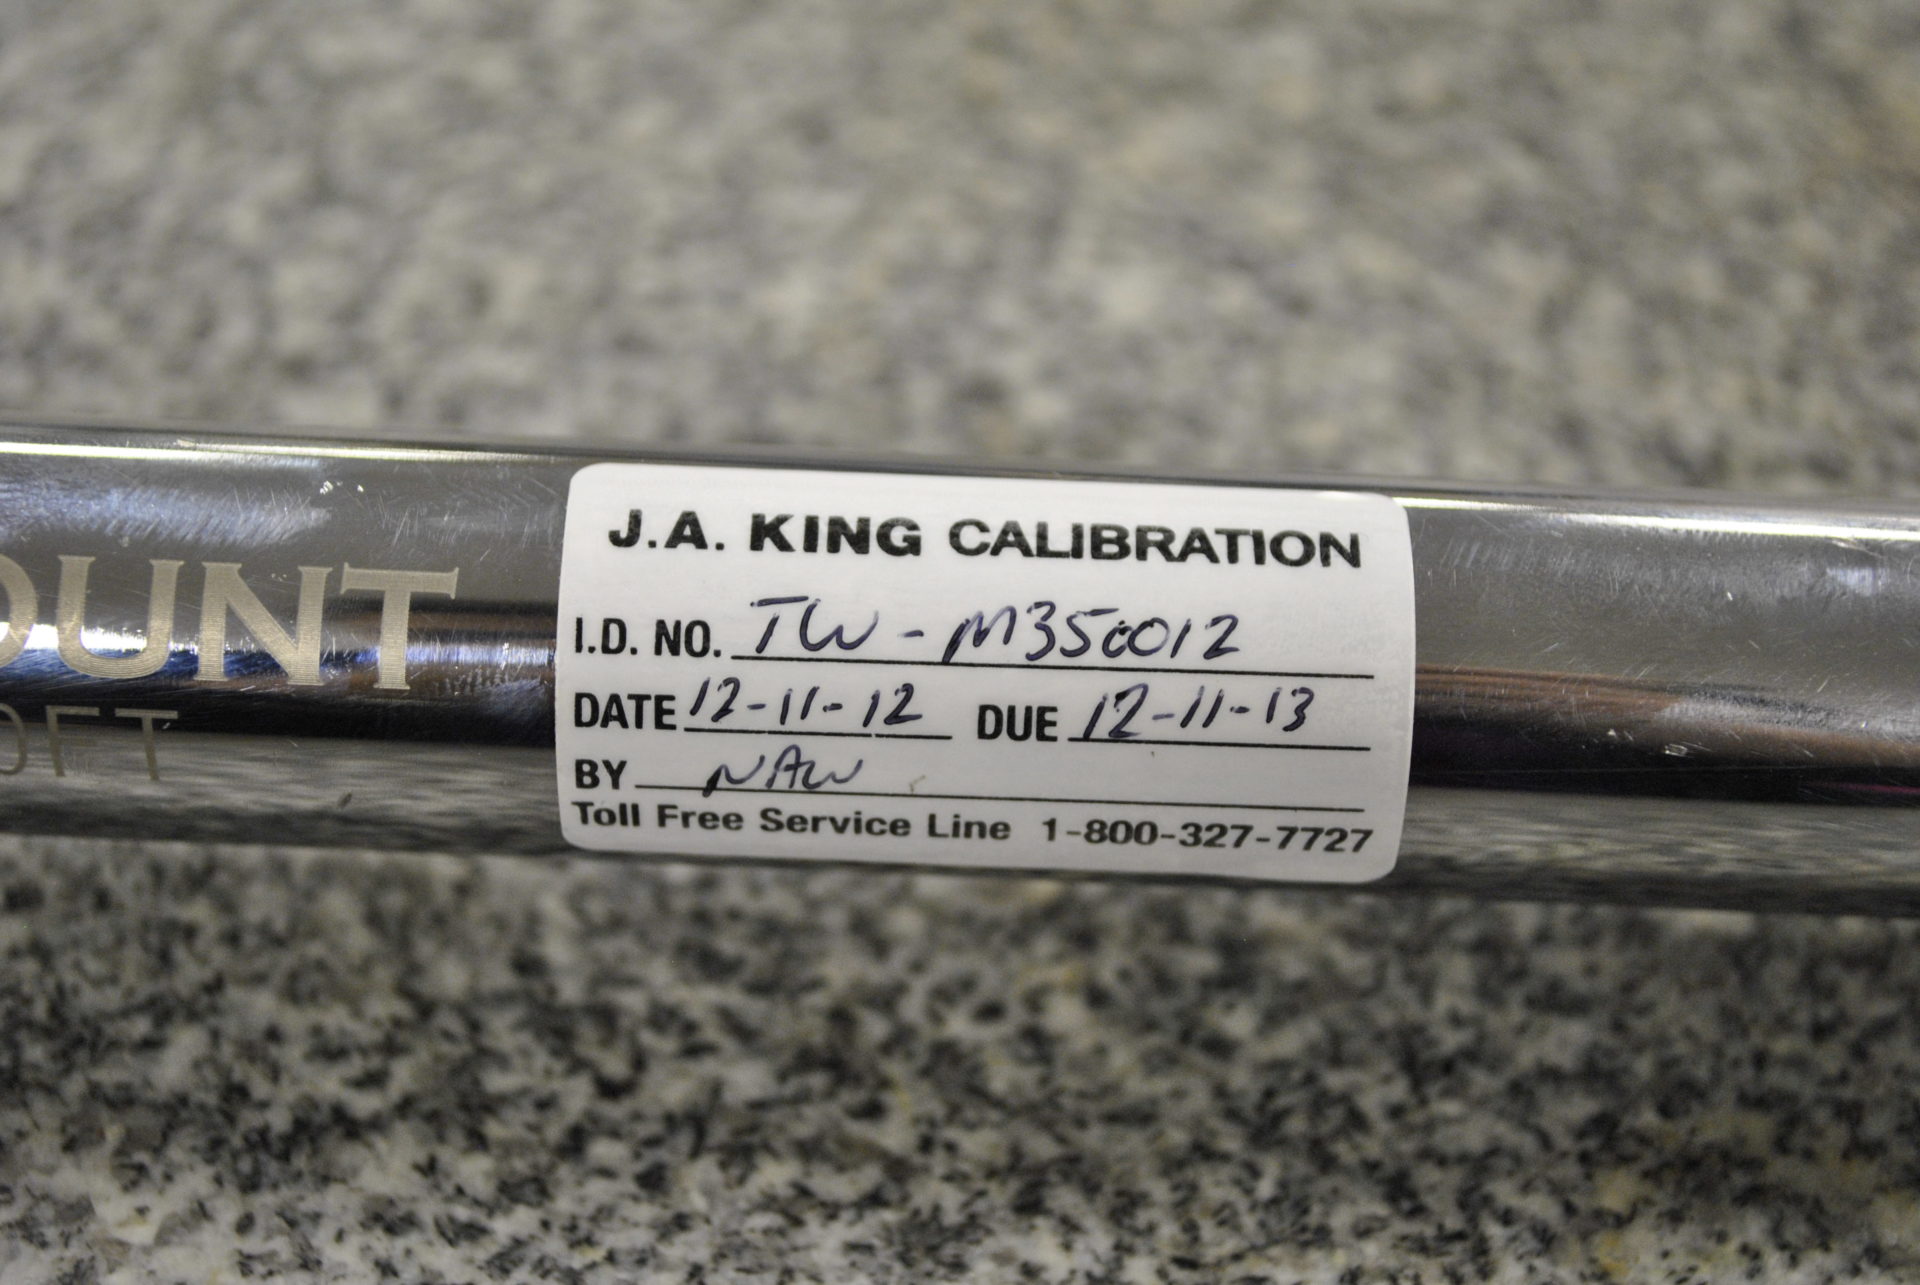 J.A. KING CALIBRATION
I.D. NO. TW-M350012
DATE 12-11-12 DUE 12-11-13
BY NAW
Toll Free Service Line 1-800-327-7727
OUNT
OFT